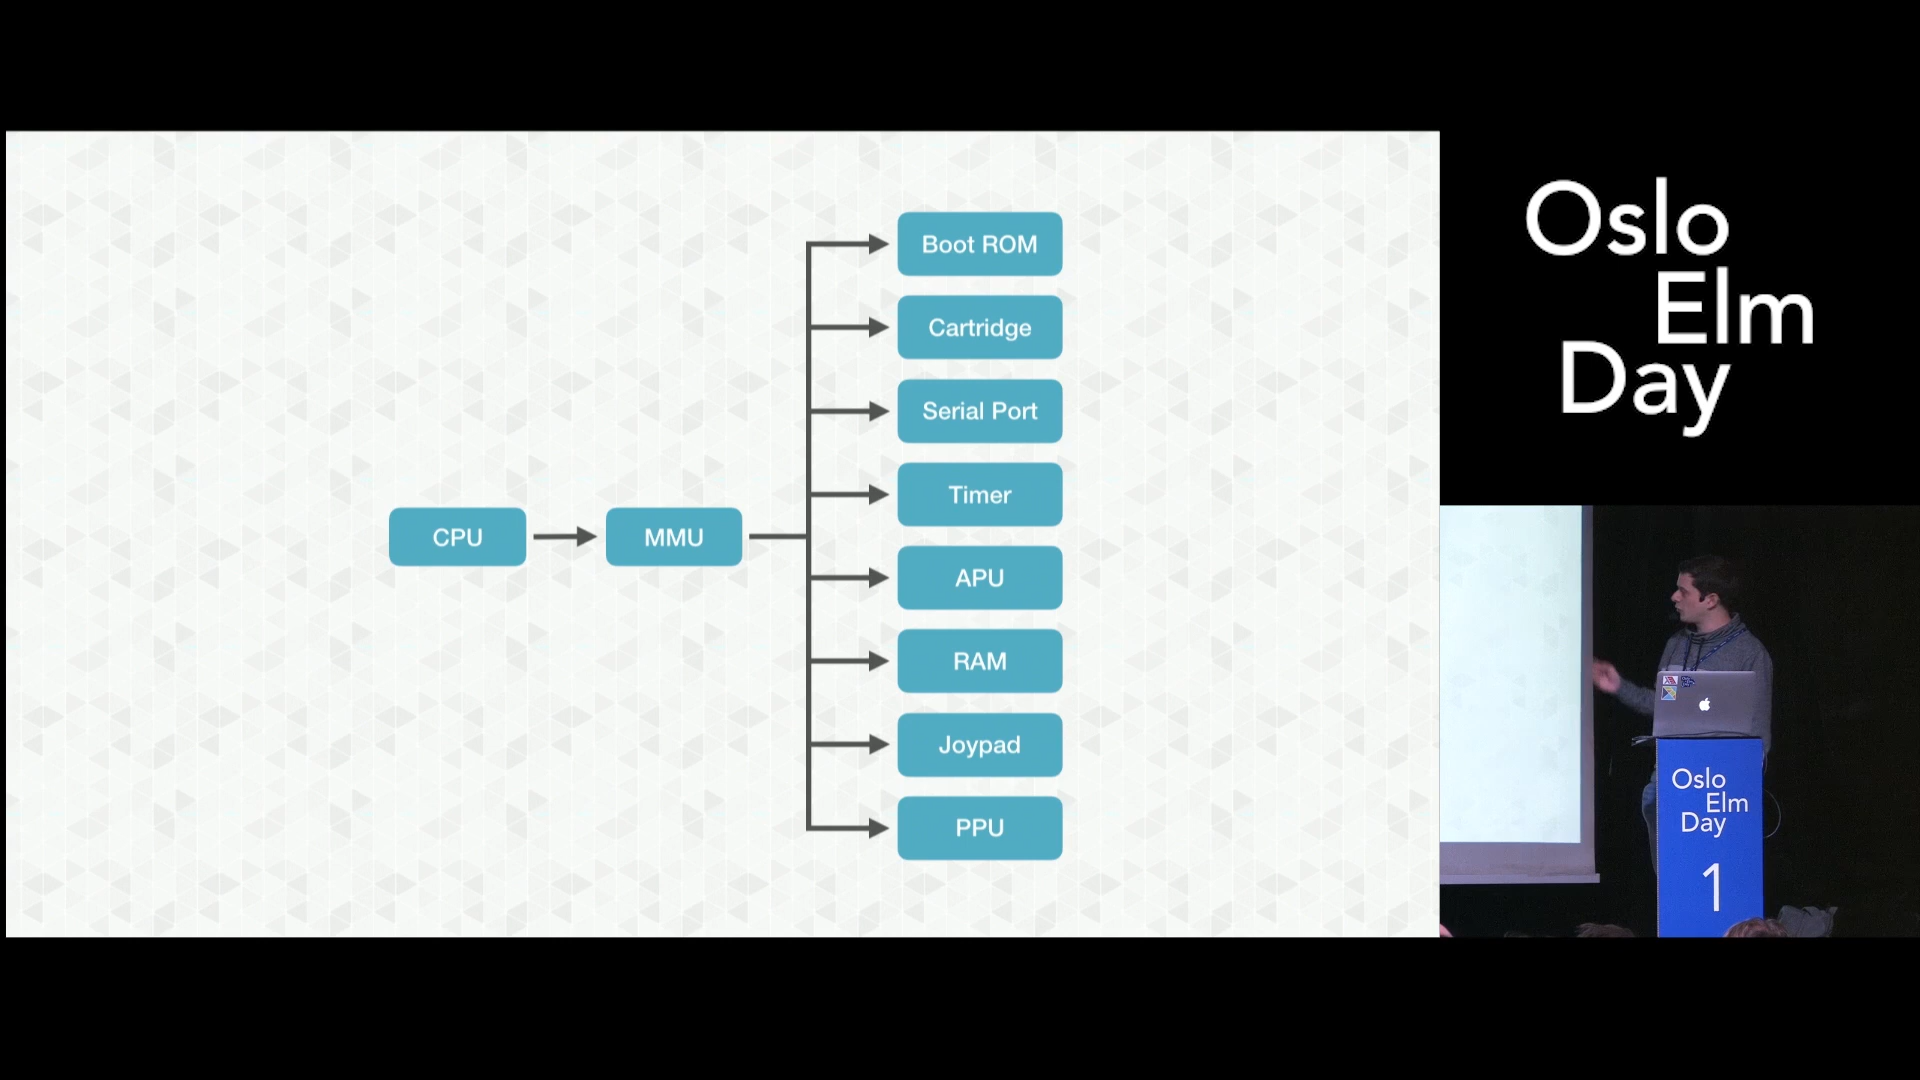 Boot ROM
Cartridge
Serial Port
Timer
CPU
MMU
APU
RAM
Joypad
PPU
Oslo
Elm
Day
Oslo
Elm
Day
1